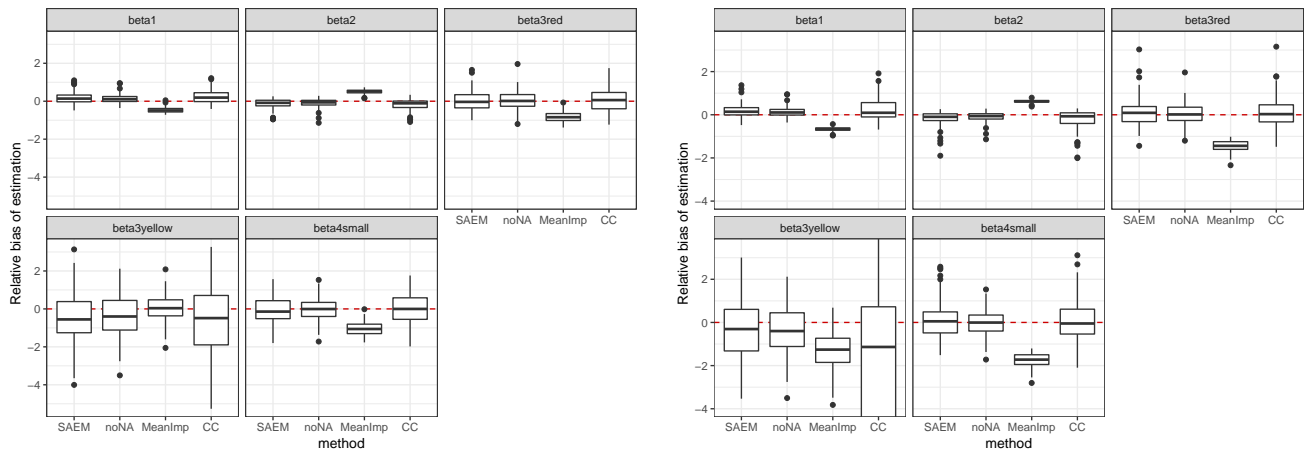 beta1 beta2 beta3red
2
0
−2
−4
SAEM noNA MeanImp CC
beta3yellow beta4small
2
0
−2
−4
SAEM noNA MeanImp CC SAEM noNA MeanImp CC
method
Relative bias of estimation
beta1 beta2 beta3red
2
0
−2
−4
SAEM noNA MeanImp CC
beta3yellow beta4small
2
0
−2
−4
SAEM noNA MeanImp CC SAEM noNA MeanImp CC
method
Relative bias of estimation